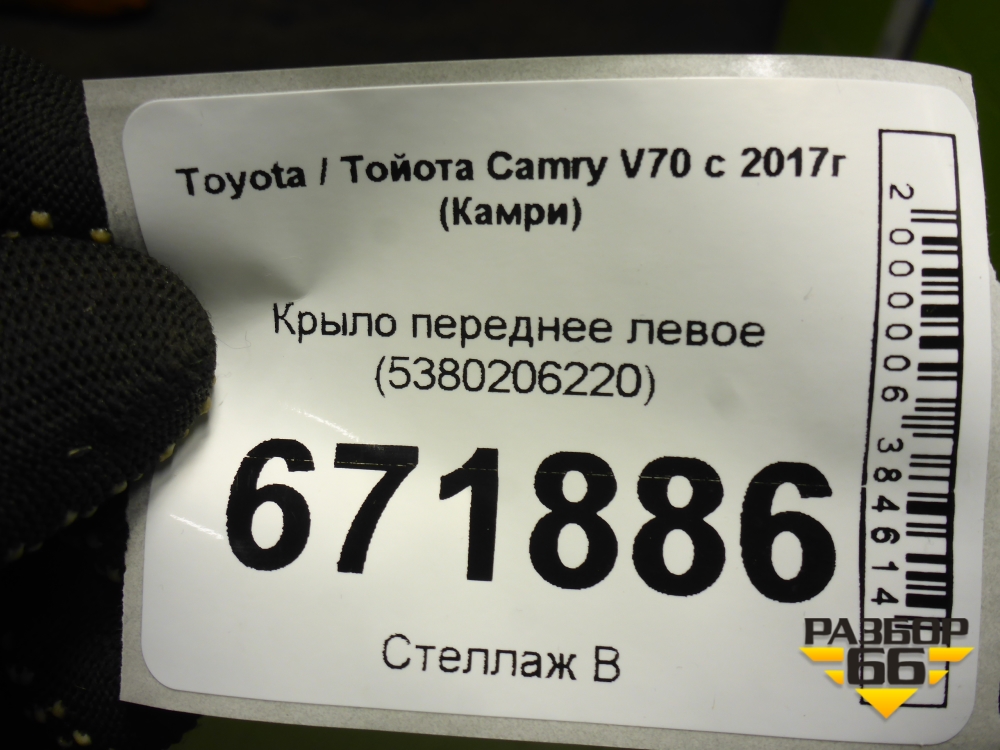 Toyota / Тойота Camry V70 с 2017г
(Камри)
Крыло переднее левое
(5380206220)
671886
Стеллаж В
2000006384614
РАЗБОР
66